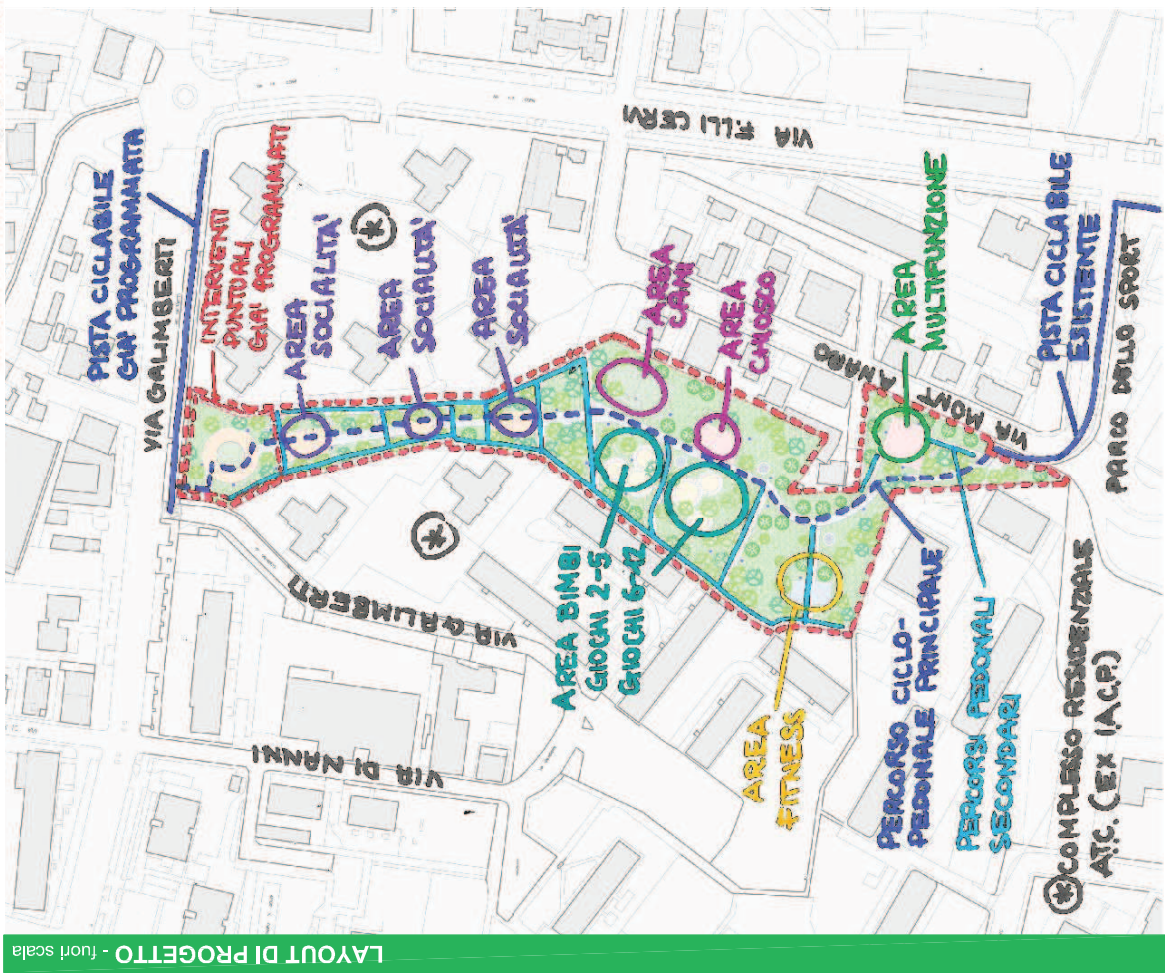 LAYOUT DI PROGETTO - fuori scala
PISTA CICLABILE
GIA' PROGRAMMATA
VIA GALIMBERTI
INTERVENTI
PUNTUALI
GIA' PROGRAMMATI
AREA
SOCIALITA'
AREA
SOCIALITA'
AREA
SOCIALITA'
AREA
CANI
AREA
CHIOSCO
AREA
MULTIFUNZIONE
PISTA CICLABILE
ESISTENTE
VIA F.LLI CERVI
VIA MONT AMARO
PARCO DELLO SPORT
VIA GALIMBERTI
VIA DI NANNI
AREA BIMBI
GIOCHI 2-5
GIOCHI 6-12
AREA
FITNESS
PERCORSO CICLO-
PEDONALE PRINCIPALE
PERCORSI PEDONALI
SECONDARI
* COMPLESSO RESIDENZIALE
A.T.C. (EX I.A.C.P.)
*
*